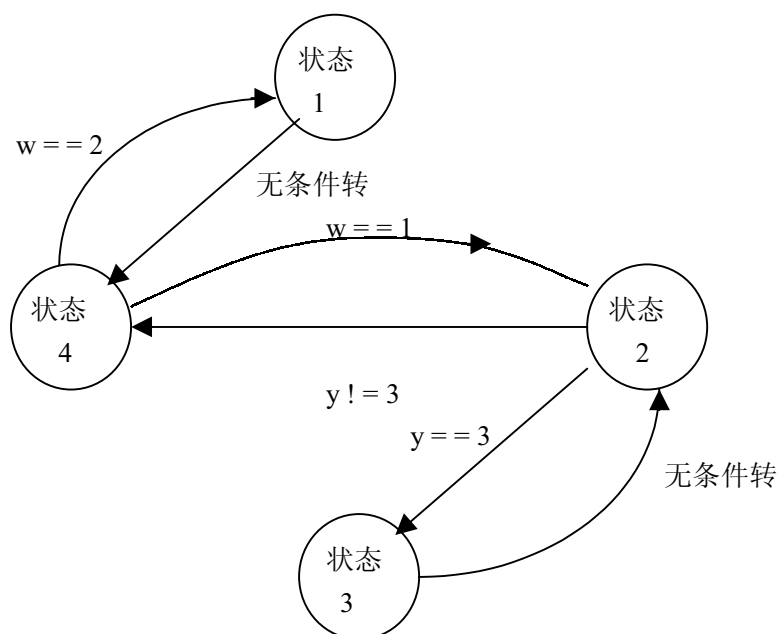 状态
1
w = = 2
无条件转
w = = 1
状态
4
状态
2
y ! = 3
y = = 3
无条件转
状态
3